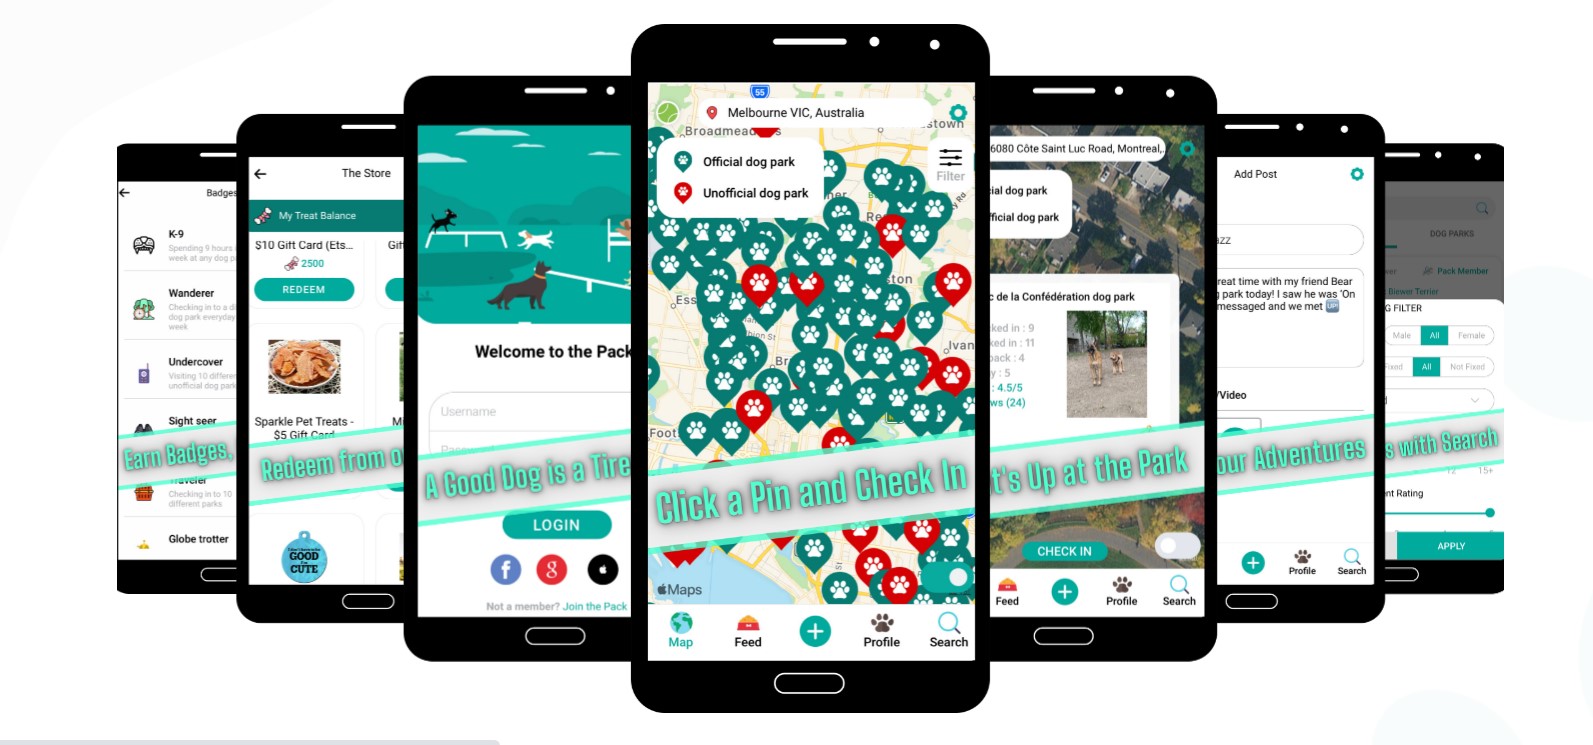 Badges
K-9
Spending 9 hours
week at any dog
Wanderer
Checking in to a
dog park everyday
week
Undercover
Visiting 10
unofficial dog park
Sight seer
Earn Badges,
Traveler
Checking in to 10
different parks
Globe trotter
The Store
My Treat Balance
$10 Gift Card (Ets...
2500
REDEEM
Sparkle Pet Treats -
$5 Gift Card
Redeem from
GOOD
CUTE
Welcome to the Pack
Username
A Good Dog is a Tire
LOGIN
f
g
Not a member? Join the Pack
55
Melbourne VIC, Australia
Broadmeadows
Official dog park
Unofficial dog park
Filter
Click a Pin and Check In
Maps
Map
Feed
Profile
Search
6080 Côte Saint Luc Road, Montreal,
dog park
dog park
c de la Confédération dog park
ked in : 9
ked in : 11
pack : 4
y : 5
: 4.5/5
ws (24)
t's Up at the Park
CHECK IN
Feed
Profile
Search
Add Post
zz
reat time with my friend Bear
park today! I saw he was 'On
messaged and we met UP!
/Video
our Adventures
Profile
Search
DOG PARKS
Pack Member
Biewer Terrier
FILTER
Male
All
Female
Fixed
All
Not Fixed
s with Search
12
15+
nt Rating
APPLY